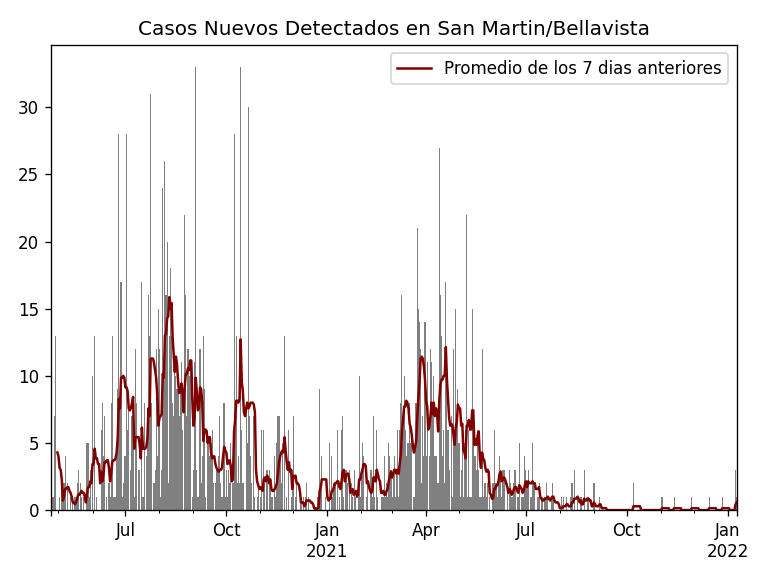 Casos Nuevos Detectados en San Martin/Bellavista
Promedio de los 7 dias anteriores
30
25
20
15
10
5
0
Jul Oct Jan Apr Jul Oct Jan
2021 2022